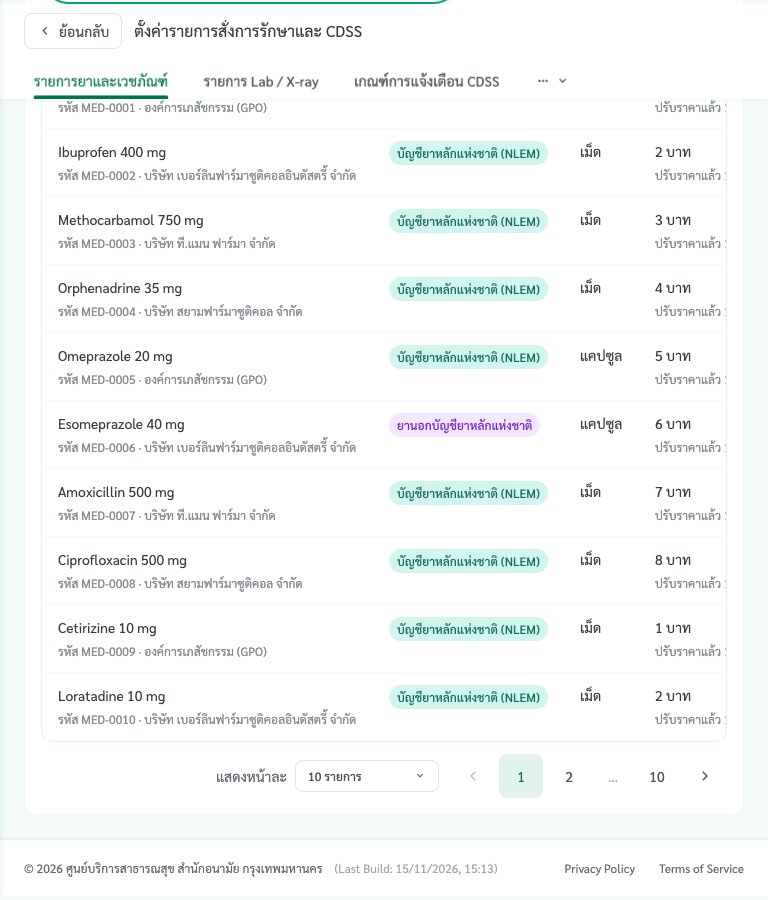 ย้อนกลับ ตั้งค่ารายการสั่งการรักษาและ CDSS
รายการยาและเวชภัณฑ์ รายการ Lab / X-ray เกณฑ์การแจ้งเตือน CDSS ...
รหัส MED-0001 · องค์การเภสัชกรรม (GPO) ปรับราคาแล้ว
Ibuprofen 400 mg บัญชียาหลักแห่งชาติ (NLEM) เม็ด 2 บาท
รหัส MED-0002 · บริษัท เบอร์ลินฟาร์มาซูติคอลอินดัสตรี้ จำกัด ปรับราคาแล้ว
Methocarbamol 750 mg บัญชียาหลักแห่งชาติ (NLEM) เม็ด 3 บาท
รหัส MED-0003 · บริษัท ที.แมน ฟาร์มา จำกัด ปรับราคาแล้ว
Orphenadrine 35 mg บัญชียาหลักแห่งชาติ (NLEM) เม็ด 4 บาท
รหัส MED-0004 · บริษัท สยามฟาร์มาซูติคอล จำกัด ปรับราคาแล้ว
Omeprazole 20 mg บัญชียาหลักแห่งชาติ (NLEM) แคปซูล 5 บาท
รหัส MED-0005 · องค์การเภสัชกรรม (GPO) ปรับราคาแล้ว
Esomeprazole 40 mg ยานอกบัญชียาหลักแห่งชาติ แคปซูล 6 บาท
รหัส MED-0006 · บริษัท เบอร์ลินฟาร์มาซูติคอลอินดัสตรี้ จำกัด ปรับราคาแล้ว
Amoxicillin 500 mg บัญชียาหลักแห่งชาติ (NLEM) เม็ด 7 บาท
รหัส MED-0007 · บริษัท ที.แมน ฟาร์มา จำกัด ปรับราคาแล้ว
Ciprofloxacin 500 mg บัญชียาหลักแห่งชาติ (NLEM) เม็ด 8 บาท
รหัส MED-0008 · บริษัท สยามฟาร์มาซูติคอล จำกัด ปรับราคาแล้ว
Cetirizine 10 mg บัญชียาหลักแห่งชาติ (NLEM) เม็ด 1 บาท
รหัส MED-0009 · องค์การเภสัชกรรม (GPO) ปรับราคาแล้ว
Loratadine 10 mg บัญชียาหลักแห่งชาติ (NLEM) เม็ด 2 บาท
รหัส MED-0010 · บริษัท เบอร์ลินฟาร์มาซูติคอลอินดัสตรี้ จำกัด ปรับราคาแล้ว
แสดงหน้าละ 10 รายการ 1 2 ... 10
© 2026 ศูนย์บริการสาธารณสุข สำนักอนามัย กรุงเทพมหานคร (Last Build: 15/11/2026, 15:13) Privacy Policy Terms of Service